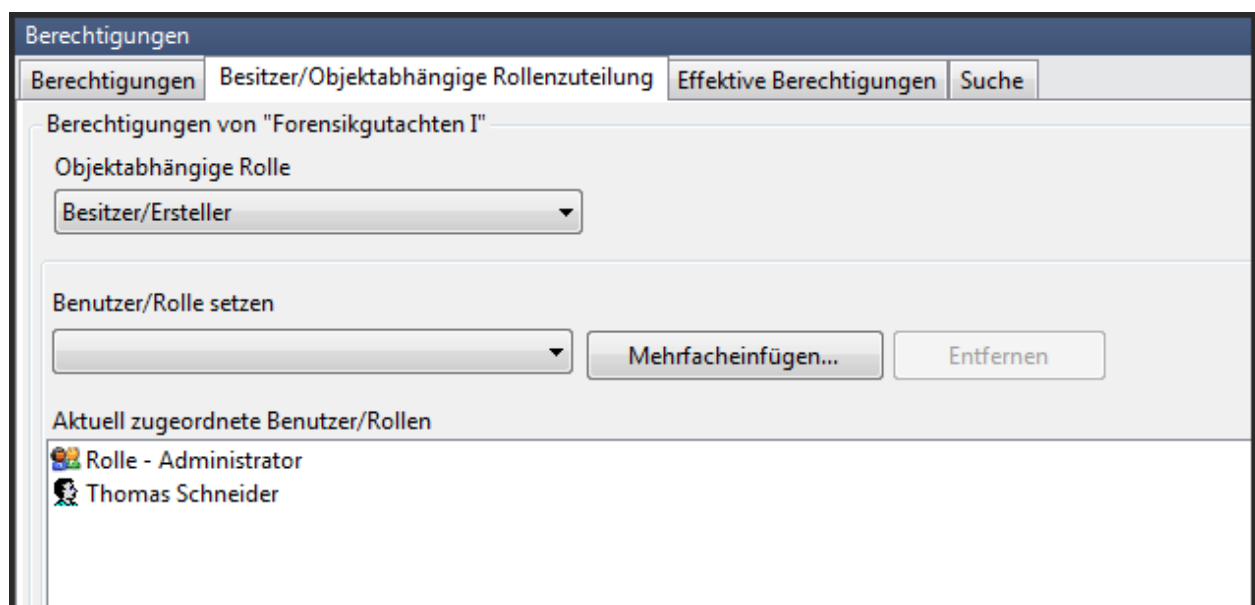 Berechtigungen
Berechtigungen Besitzer/Objektabhängige Rollenzuteilung Effektive Berechtigungen Suche
Berechtigungen von "Forensikgutachten I"
Objektabhängige Rolle
Besitzer/Ersteller
Benutzer/Rolle setzen
Mehrfacheinfügen... Entfernen
Aktuell zugeordnete Benutzer/Rollen
Rolle - Administrator
Thomas Schneider